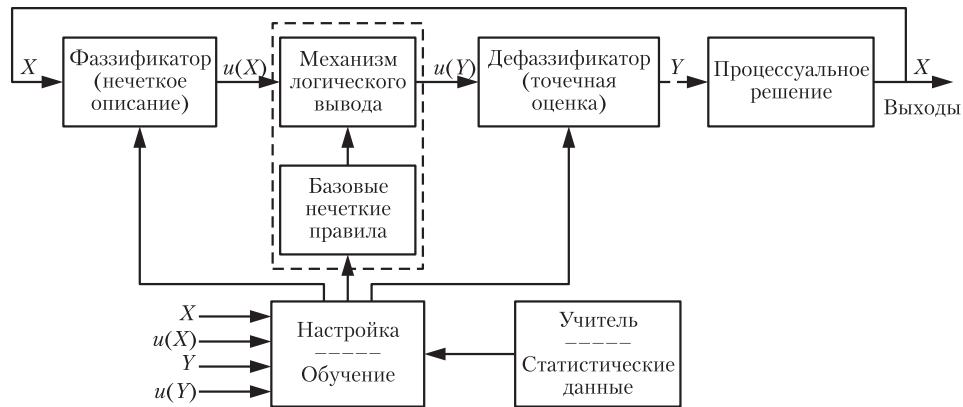 X
Фаззификатор
(нечеткое
описание)
u(X)
Механизм
логического
вывода
u(Y)
Дефаззификатор
(точечная
оценка)
Y
Процессуальное
решение
X
Выходы
Базовые
нечеткие
правила
X
u(X)
Y
u(Y)
Настройка
Обучение
Учитель
Статистические
данные